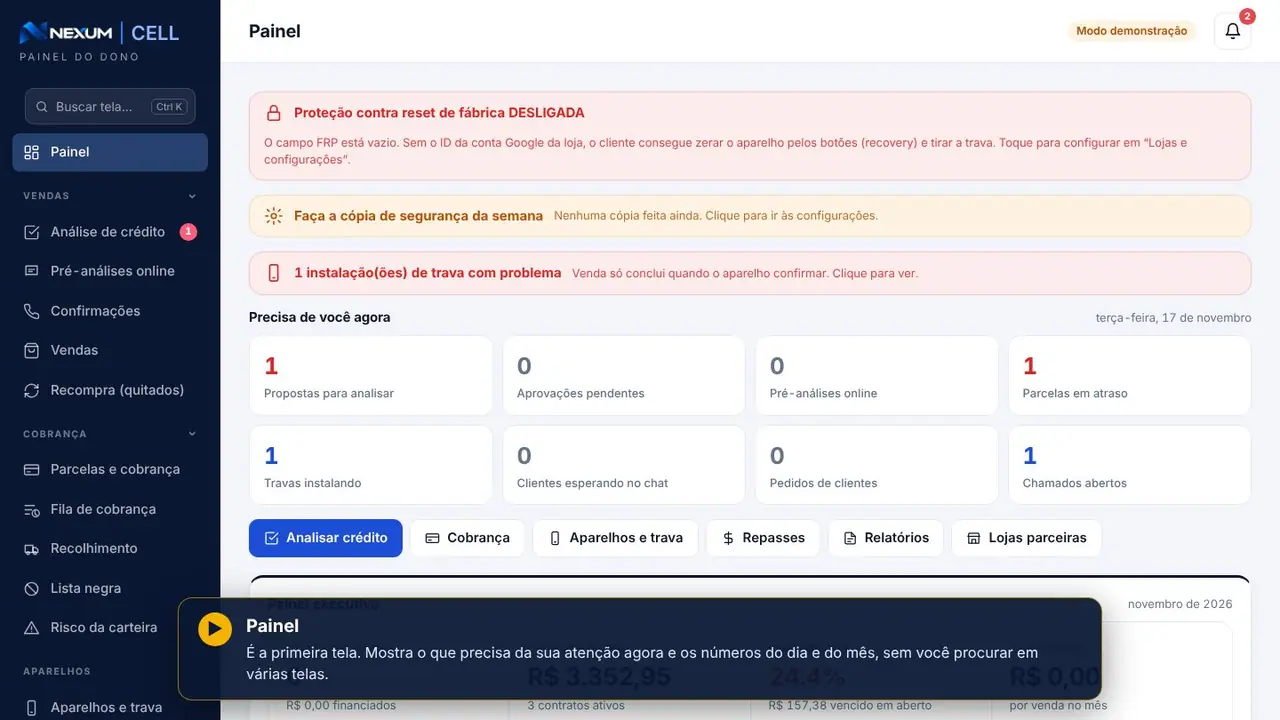 NEXUM | CELL
PAINEL DO DONO
Buscar tela... Ctrl K
Painel
VENDAS
Análise de crédito 1
Pré-análises online
Confirmações
Vendas
Recompra (quitados)
COBRANÇA
Parcelas e cobrança
Fila de cobrança
Recolhimento
Lista negra
Risco da carteira
APARELHOS
Aparelhos e trava
Painel
Modo demonstração
2
Proteção contra reset de fábrica DESLIGADA
O campo FRP está vazio. Sem o ID da conta Google da loja, o cliente consegue zerar o aparelho pelos botões (recovery) e tirar a trava. Toque para configurar em “Lojas e
configurações”.
Faça a cópia de segurança da semana Nenhuma cópia feita ainda. Clique para ir às configurações.
1 instalação(ões) de trava com problema Venda só conclui quando o aparelho confirmar. Clique para ver.
Precisa de você agora
terça-feira, 17 de novembro
1
Propostas para analisar
0
Aprovações pendentes
0
Pré-análises online
1
Parcelas em atraso
1
Travas instalando
0
Clientes esperando no chat
0
Pedidos de clientes
1
Chamados abertos
Analisar crédito
Cobrança
Aparelhos e trava
$ Repasses
Relatórios
Lojas parceiras
novembro de 2026
Painel
É a primeira tela. Mostra o que precisa da sua atenção agora e os números do dia e do mês, sem você procurar em
várias telas.
R$ 3.352,95
24.4%
R$ 0,00
R$ 0,00 financiados
3 contratos ativos
R$ 157,38 vencido em aberto
por venda no mês